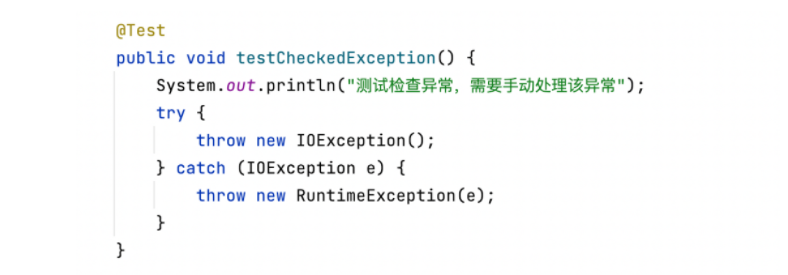 @Test
public void testCheckedException() {
    System.out.println("测试检查异常，需要手动处理该异常");
    try {
        throw new IOException();
    } catch (IOException e) {
        throw new RuntimeException(e);
    }
}